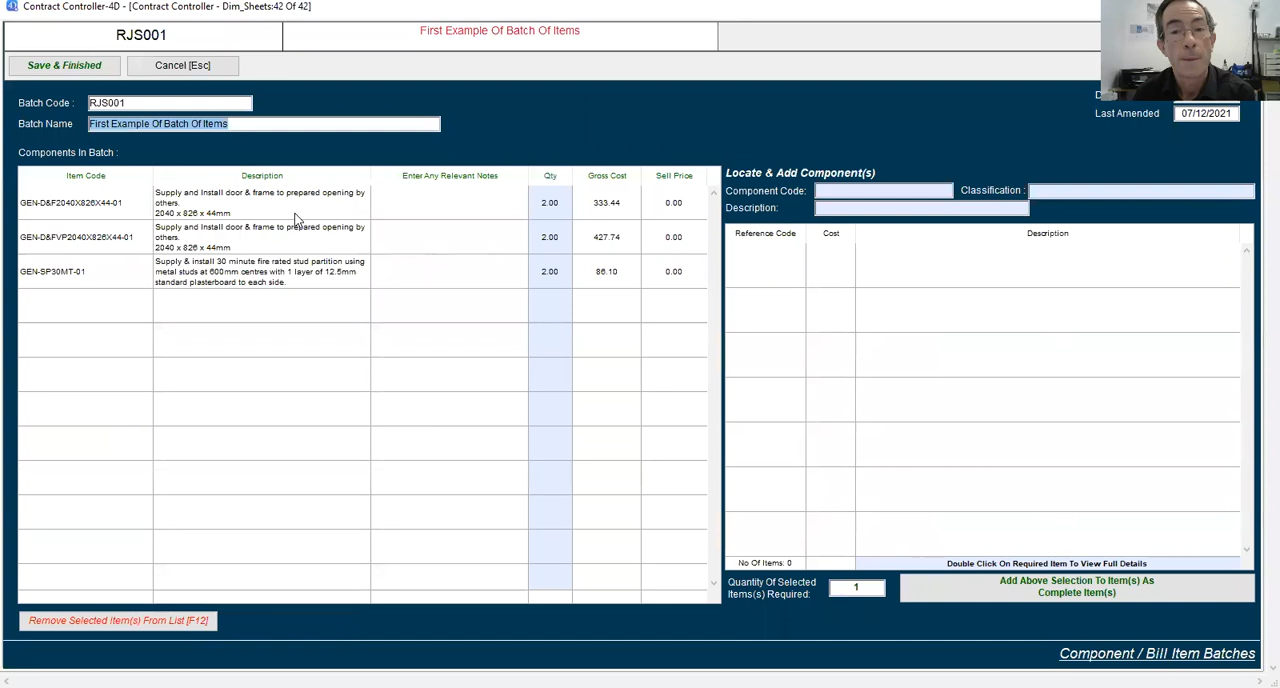 Contract Controller-4D - [Contract Controller - Dim_Sheets:42 Of 42]
RJS001
First Example Of Batch Of Items
Save & Finished
Cancel [Esc]
Batch Code :
RJS001
Batch Name
First Example Of Batch Of Items
Last Amended
07/12/2021
Components In Batch :
Item Code
Description
Enter Any Relevant Notes
Qty
Gross Cost
Sell Price
GEN-D&F2040X826X44-01
Supply and Install door & frame to prepared opening by
others.
2040 x 826 x 44mm
2.00
333.44
0.00
GEN-D&FVP2040X826X44-01
Supply and Install door & frame to prepared opening by
others.
2040 x 826 x 44mm
2.00
427.74
0.00
GEN-SP30MT-01
Supply & install 30 minute fire rated stud partition using
metal studs at 600mm centres with 1 layer of 12.5mm
standard plasterboard to each side.
2.00
86.10
0.00
Remove Selected Item(s) From List [F12]
Locate & Add Component(s)
Component Code:
Classification :
Description:
Reference Code
Cost
Description
No Of Items: 0
Double Click On Required Item To View Full Details
Quantity Of Selected
Items(s) Required:
1
Add Above Selection To Item(s) As
Complete Item(s)
Component / Bill Item Batches